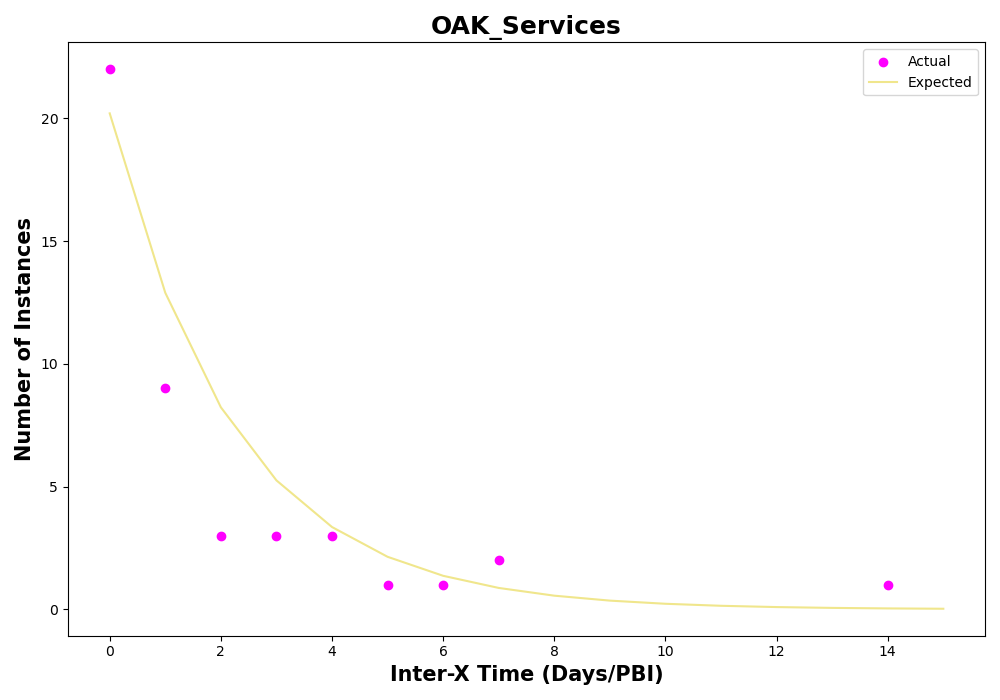 OAK_Services
Actual
Expected
Number of Instances
20
15
10
5
0
0 2 4 6 8 10 12 14
Inter-X Time (Days/PBI)